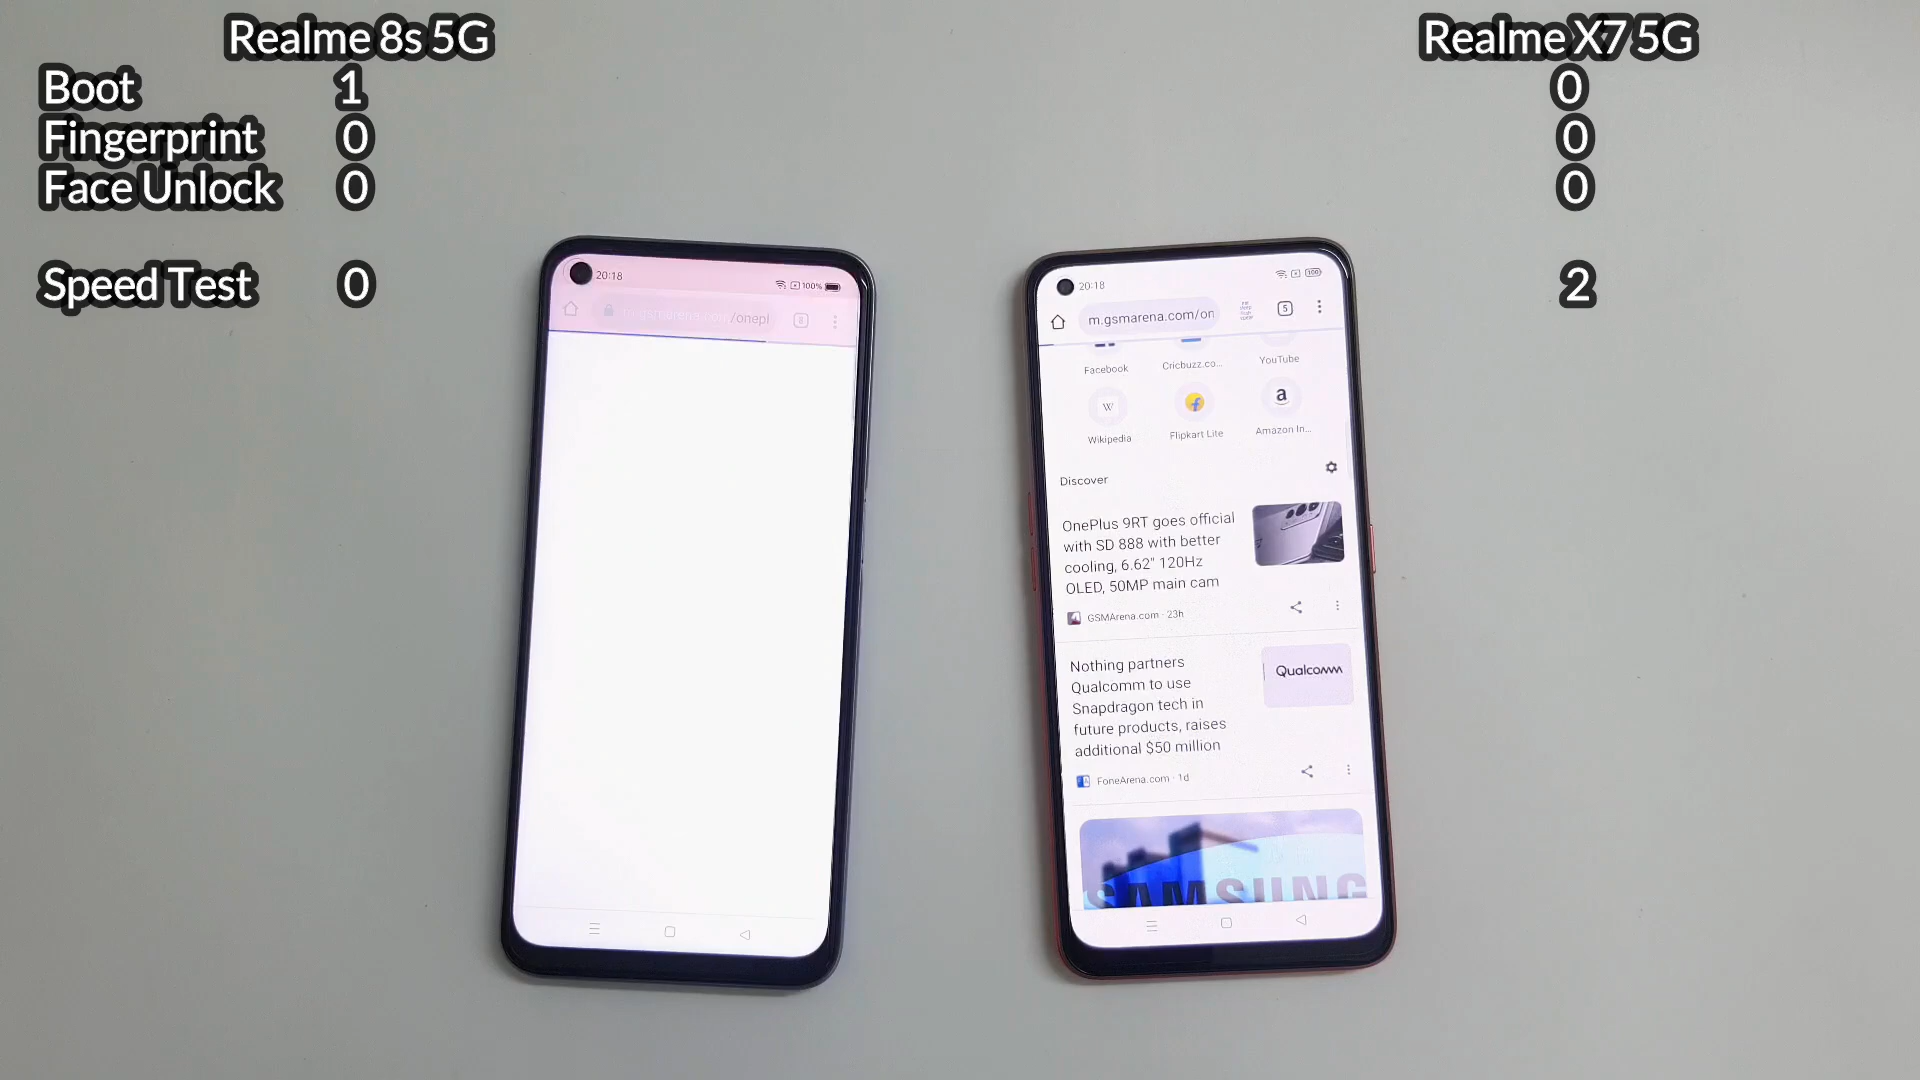 Realme 8s 5G
Realme X7 5G
Boot 1 0
Fingerprint 0 0
Face Unlock 0 0
Speed Test 0 2
20:18
100%
/onepl
8
20:18
100
m.gsmarena.com/on
5
Facebook
Cricbuzz.co...
YouTube
W
a
Wikipedia
Flipkart Lite
Amazon In...
Discover
OnePlus 9RT goes official
with SD 888 with better
cooling, 6.62" 120Hz
OLED, 50MP main cam
GSMArena.com · 23h
Nothing partners
Qualcomm to use
Snapdragon tech in
future products, raises
additional $50 million
Qualcomm
FoneArena.com · 1d
SAMSUNG